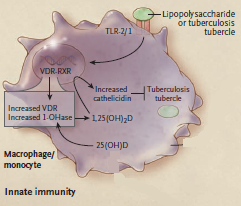 Lipopolysaccharide
or tuberculosis
tubercle
TLR-2/1
VDR-RXR
Increased
cathelicidin
Tuberculosis
tubercle
Increased VDR
Increased 1-OHase
1,25(OH)₂D
25(OH)D
Macrophage/
monocyte
Innate immunity